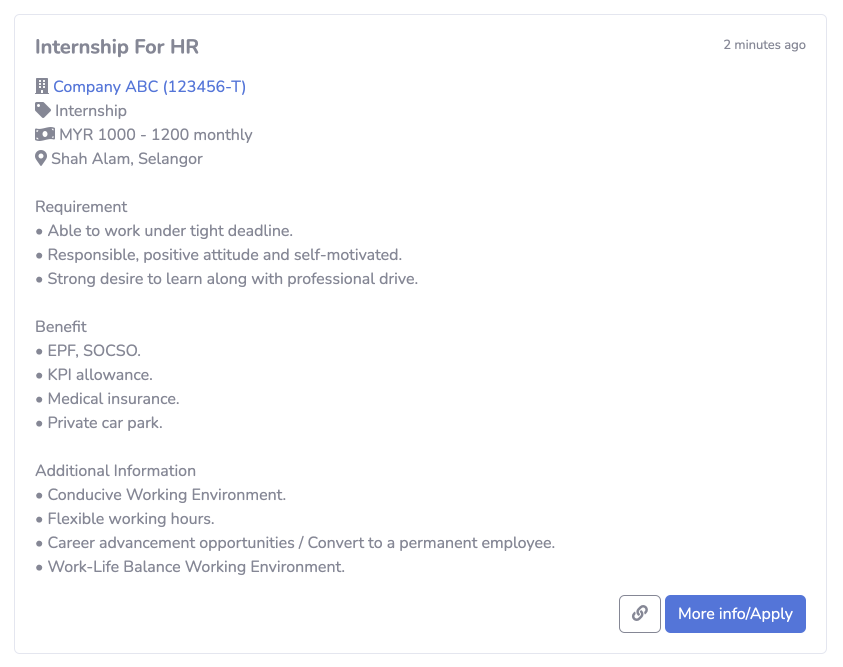 Internship For HR
2 minutes ago
Company ABC (123456-T)
Internship
MYR 1000 - 1200 monthly
Shah Alam, Selangor
Requirement
• Able to work under tight deadline.
• Responsible, positive attitude and self-motivated.
• Strong desire to learn along with professional drive.
Benefit
• EPF, SOCSO.
• KPI allowance.
• Medical insurance.
• Private car park.
Additional Information
• Conducive Working Environment.
• Flexible working hours.
• Career advancement opportunities / Convert to a permanent employee.
• Work-Life Balance Working Environment.
More info/Apply